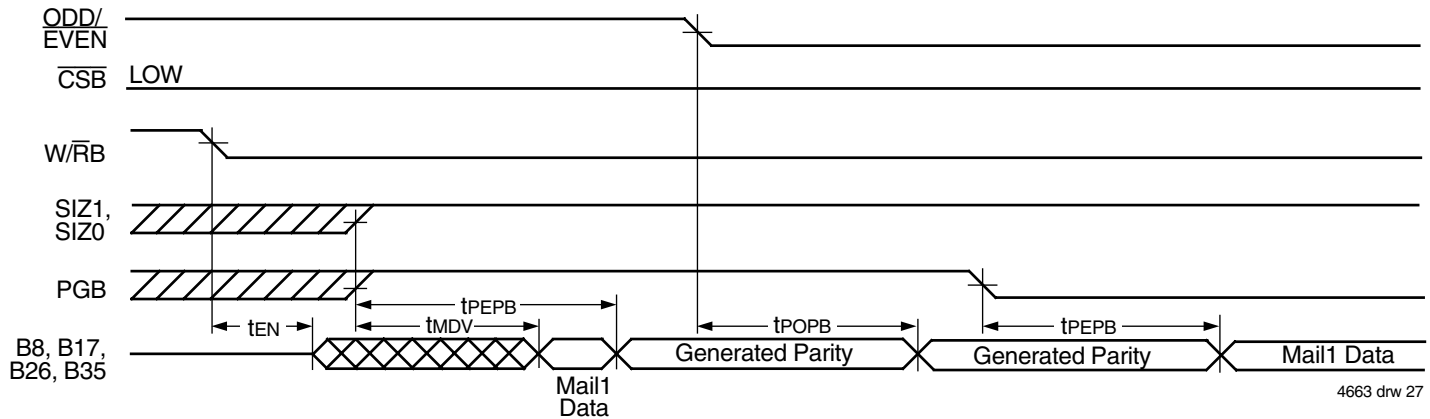 ODD/
EVEN
CSB LOW
W/RB
SIZ1,
SIZ0
PGB
tPEPB
tEN tMDV tPOPB tPEPB
B8, B17,
B26, B35
Generated Parity Generated Parity Mail1 Data
Mail1
Data
4663 drw 27